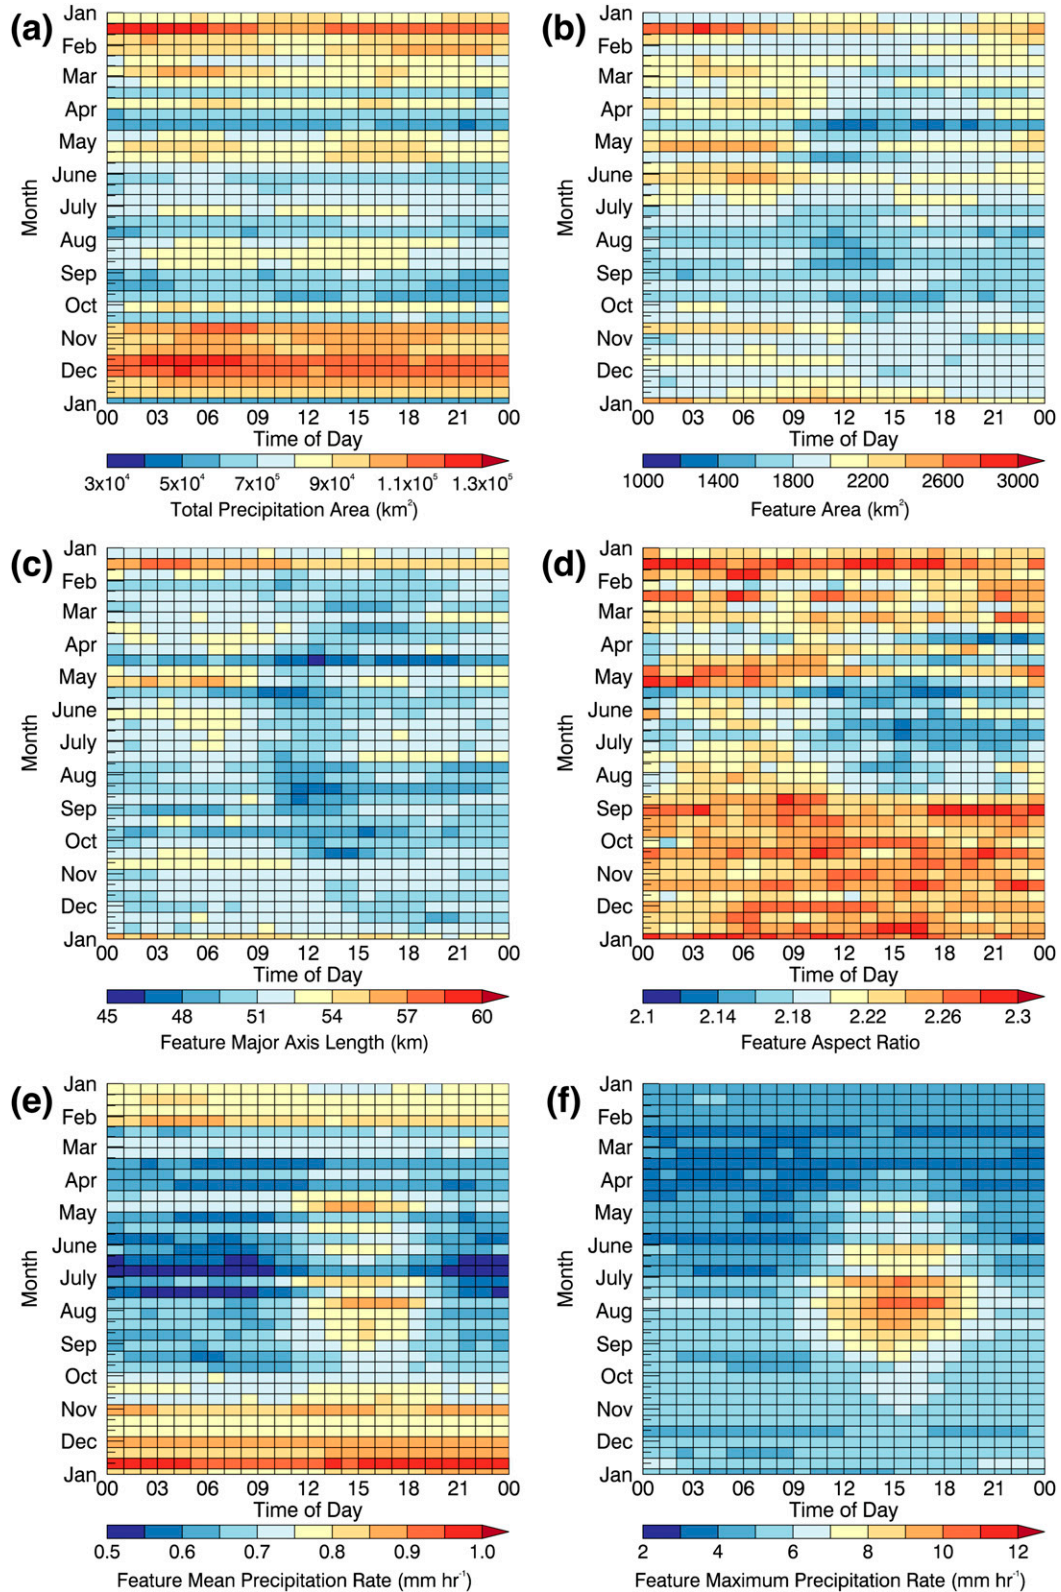 (a)
Jan
Feb
Mar
Apr
May
June
July
Aug
Sep
Oct
Nov
Dec
Jan
Month
00 03 06 09 12 15 18 21 00
Time of Day
3x10⁴ 5x10⁴ 7x10⁵ 9x10⁴ 1.1x10⁵ 1.3x10⁵
Total Precipitation Area (km²)
(b)
Jan
Feb
Mar
Apr
May
June
July
Aug
Sep
Oct
Nov
Dec
Jan
Month
00 03 06 09 12 15 18 21 00
Time of Day
1000 1400 1800 2200 2600 3000
Feature Area (km²)
(c)
Jan
Feb
Mar
Apr
May
June
July
Aug
Sep
Oct
Nov
Dec
Jan
Month
00 03 06 09 12 15 18 21 00
Time of Day
45 48 51 54 57 60
Feature Major Axis Length (km)
(d)
Jan
Feb
Mar
Apr
May
June
July
Aug
Sep
Oct
Nov
Dec
Jan
Month
00 03 06 09 12 15 18 21 00
Time of Day
2.1 2.14 2.18 2.22 2.26 2.3
Feature Aspect Ratio
(e)
Jan
Feb
Mar
Apr
May
June
July
Aug
Sep
Oct
Nov
Dec
Jan
Month
00 03 06 09 12 15 18 21 00
Time of Day
0.5 0.6 0.7 0.8 0.9 1.0
Feature Mean Precipitation Rate (mm hr⁻¹)
(f)
Jan
Feb
Mar
Apr
May
June
July
Aug
Sep
Oct
Nov
Dec
Jan
Month
00 03 06 09 12 15 18 21 00
Time of Day
2 4 6 8 10 12
Feature Maximum Precipitation Rate (mm hr⁻¹)